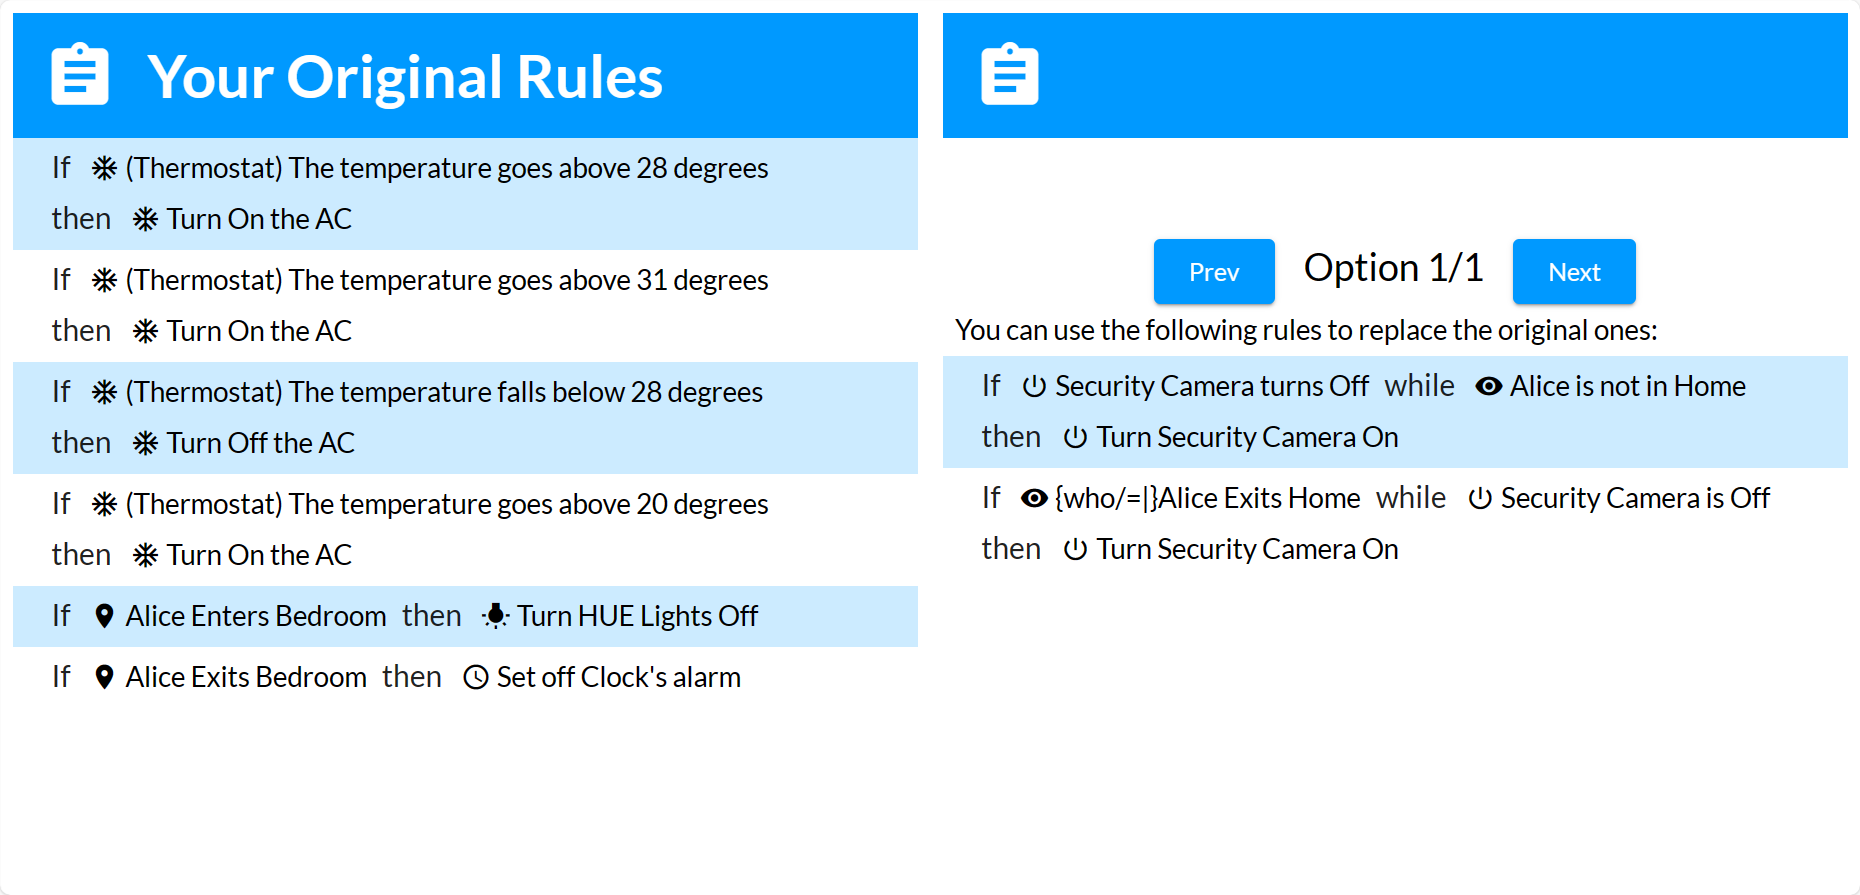 Your Original Rules
If (Thermostat) The temperature goes above 28 degrees
then Turn On the AC
If (Thermostat) The temperature goes above 31 degrees
then Turn On the AC
If (Thermostat) The temperature falls below 28 degrees
then Turn Off the AC
If (Thermostat) The temperature goes above 20 degrees
then Turn On the AC
If Alice Enters Bedroom then Turn HUE Lights Off
If Alice Exits Bedroom then Set off Clock's alarm
Prev Option 1/1 Next
You can use the following rules to replace the original ones:
If Security Camera turns Off while Alice is not in Home
then Turn Security Camera On
If {who/=|}Alice Exits Home while Security Camera is Off
then Turn Security Camera On